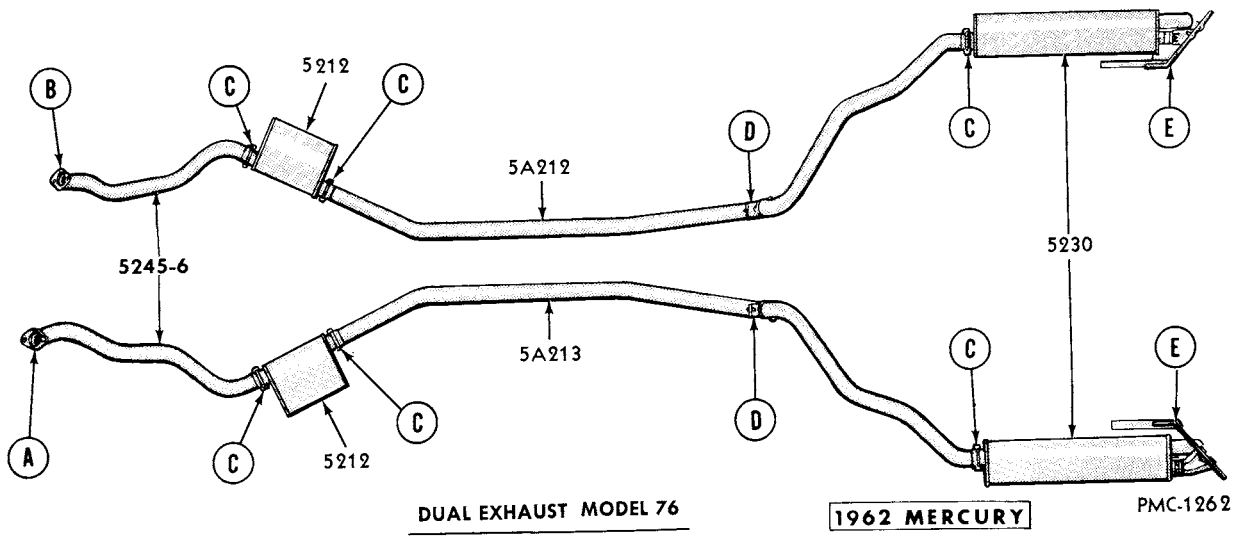 B
C
5212
C
D
C
E
5A212
5245-6
5230
A
C
5212
C
5A213
D
C
E
DUAL EXHAUST MODEL 76
1962 MERCURY
PMC-1262